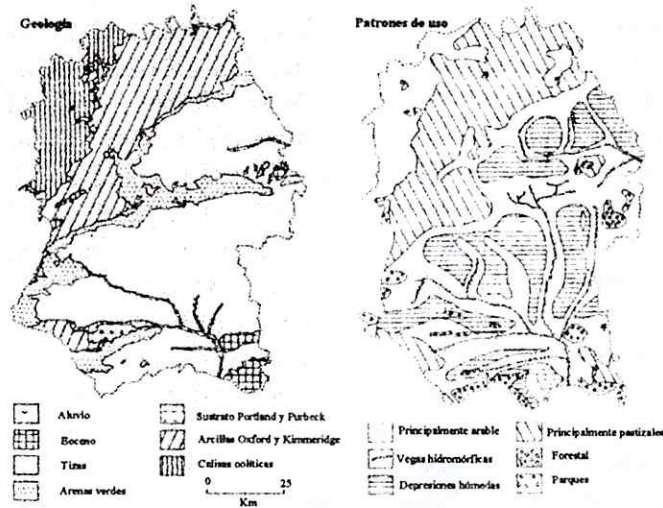 Geología
Patrones de uso
Aluvio
Eoceno
Tizas
Arenas verdes
Sustrato Portland y Purbeck
Arcillas Oxford y Kimmeridge
Calizas oolíticas
0 25
Km
Principalmente arable
Vegas hidromórficas
Depresiones húmedas
Principalmente pastizales
Forestal
Parques